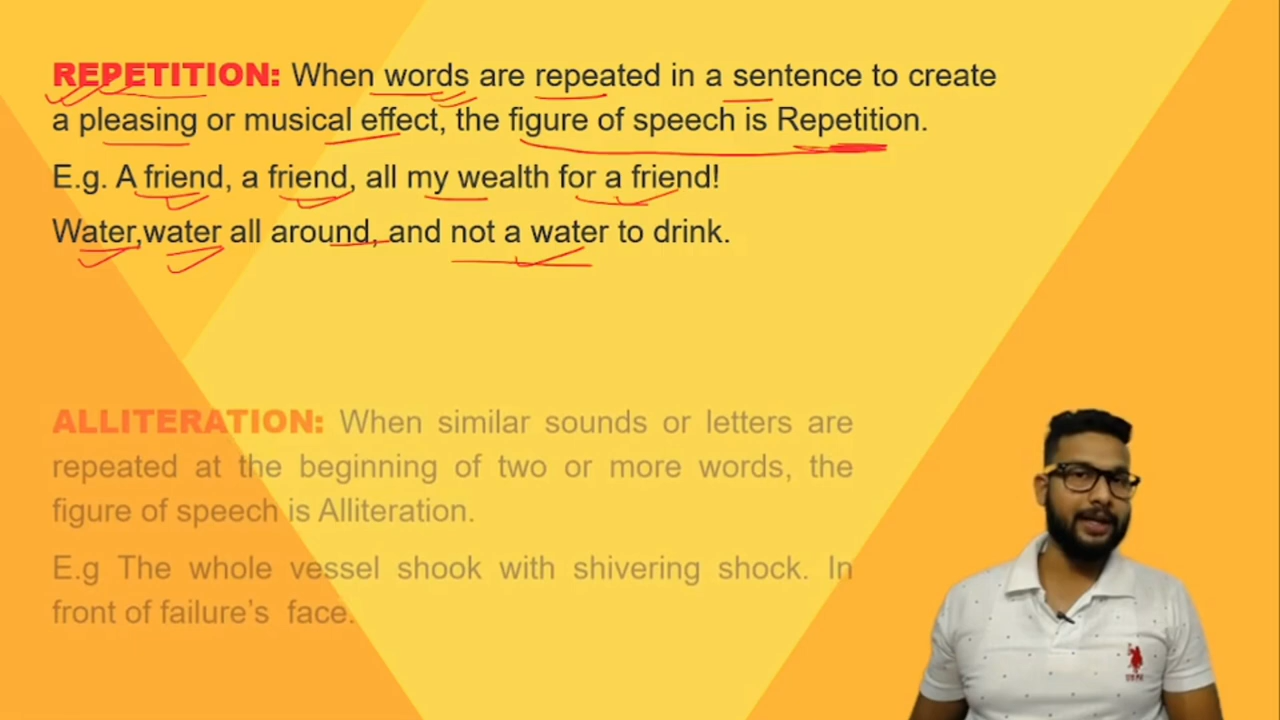 REPETITION: When words are repeated in a sentence to create
a pleasing or musical effect, the figure of speech is Repetition.
E.g. A friend, a friend, all my wealth for a friend!
Water,water all around, and not a water to drink.
ALLITERATION: When similar sounds or letters are
repeated at the beginning of two or more words, the
figure of speech is Alliteration.
E.g The whole vessel shook with shivering shock. In
front of failure's  face.